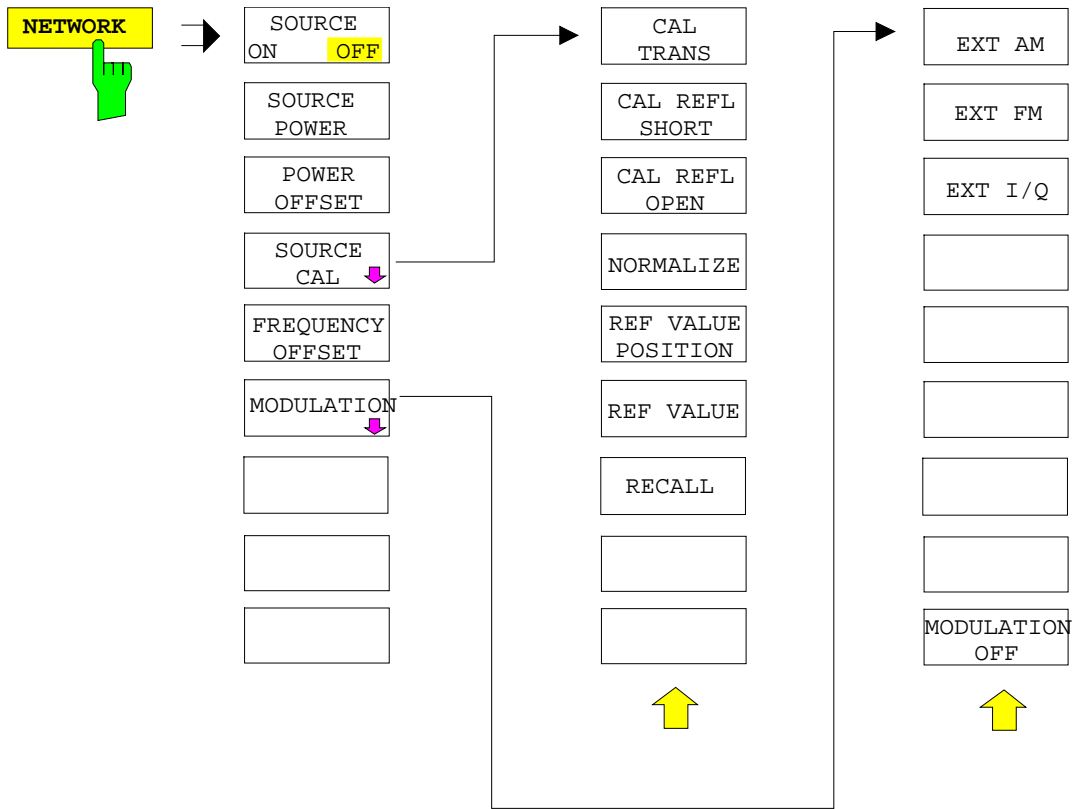 NETWORK
SOURCE
ON OFF
SOURCE
POWER
POWER
OFFSET
SOURCE
CAL
FREQUENCY
OFFSET
MODULATION
CAL
TRANS
CAL REFL
SHORT
CAL REFL
OPEN
NORMALIZE
REF VALUE
POSITION
REF VALUE
RECALL
EXT AM
EXT FM
EXT I/Q
MODULATION
OFF